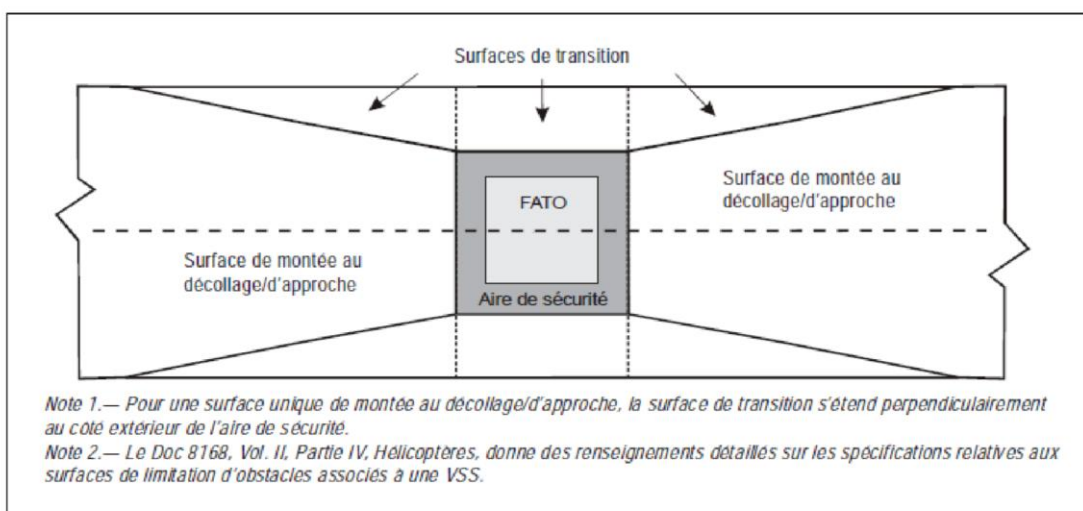 Surfaces de transition
Surface de montée au
décollage/d'approche
FATO
Surface de montée au
décollage/d'approche
Aire de sécurité
Note 1.— Pour une surface unique de montée au décollage/d'approche, la surface de transition s'étend perpendiculairement
au côté extérieur de l'aire de sécurité.
Note 2.— Le Doc 8168, Vol. II, Partie IV, Hélicoptères, donne des renseignements détaillés sur les spécifications relatives aux
surfaces de limitation d'obstacles associés à une VSS.